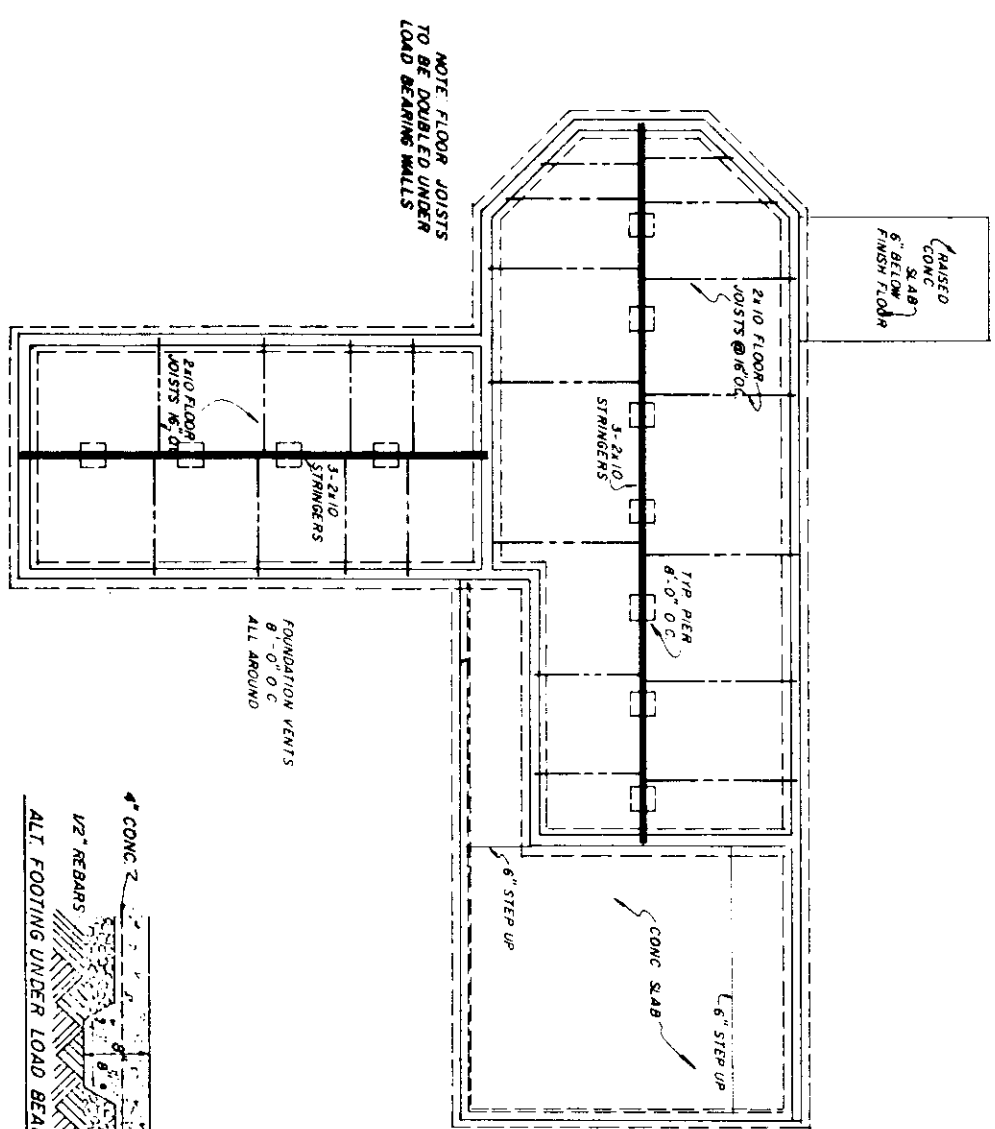 NOTE: FLOOR JOISTS
TO BE DOUBLED UNDER
LOAD BEARING WALLS
RAISED
CONC
SLAB
6" BELOW
FINISH FLOOR
2x10 FLOOR
JOISTS @ 16" O.C.
3-2x10
STRINGERS
TYP. PIER
8'-0" O.C.
2x10 FLOOR
JOISTS 16" O.C.
3-2x10
STRINGERS
FOUNDATION VENTS
8'-0" O C
ALL AROUND
6" STEP UP
CONC SLAB
6" STEP UP
4" CONC
1/2" REBARS
8"
8"
ALT. FOOTING UNDER LOAD BEA